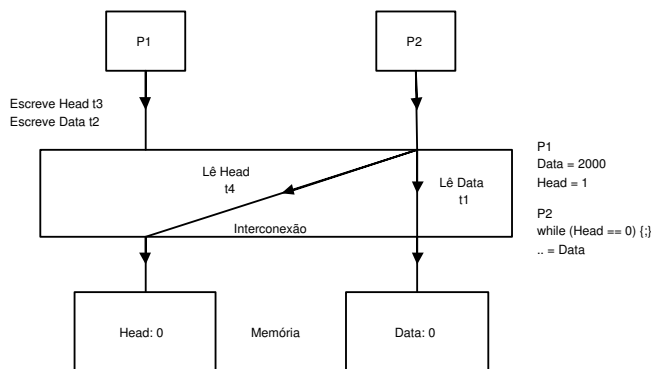 P1
P2
Escreve Head t3
Escreve Data t2
Lê Head
t4
Lê Data
t1
Interconexão
P1
Data = 2000
Head = 1
P2
while (Head == 0) {;}
.. = Data
Head: 0
Memória
Data: 0